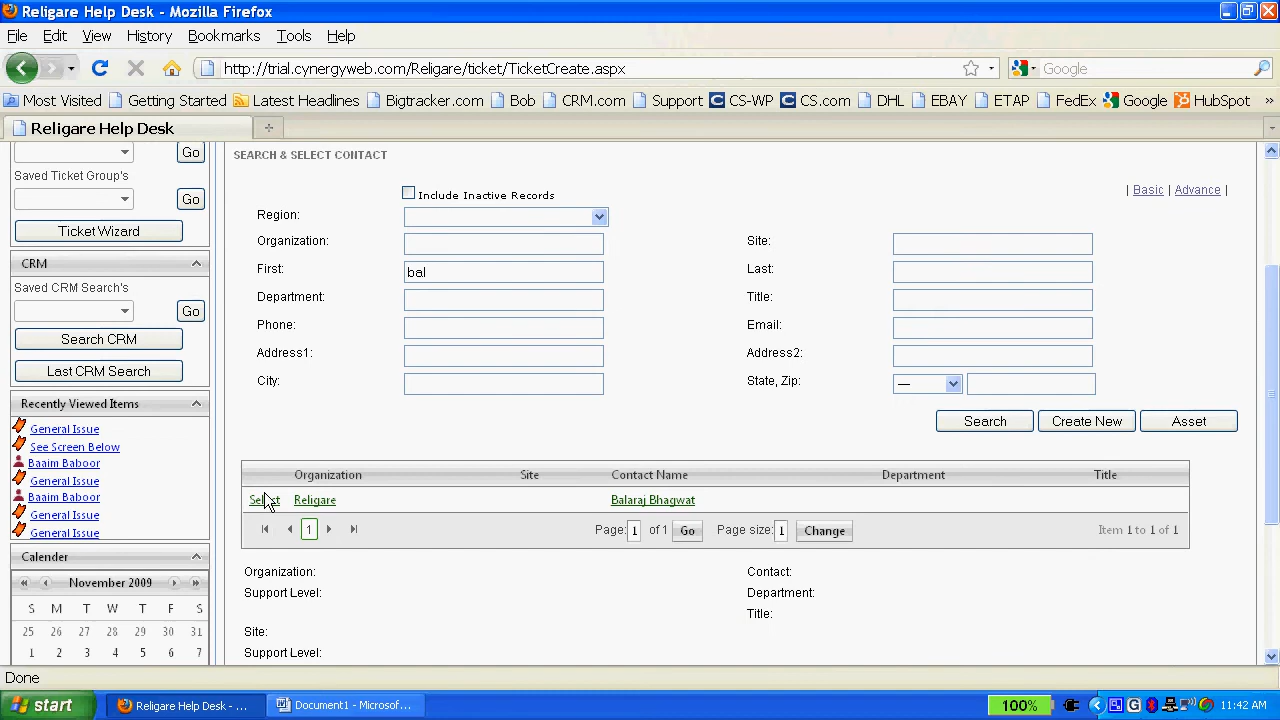 Religare Help Desk - Mozilla Firefox
File Edit View History Bookmarks Tools Help
http://trial.cynergyweb.com/Religare/ticket/TicketCreate.aspx
Google
Most Visited Getting Started Latest Headlines Bigtracker.com Bob CRM.com Support CS-WP CS.com DHL EBAY ETAP FedEx Google HubSpot »
Religare Help Desk
Go
Saved Ticket Group's
Go
Ticket Wizard
CRM
Saved CRM Search's
Go
Search CRM
Last CRM Search
Recently Viewed Items
General Issue
See Screen Below
Baaim Baboor
General Issue
Baaim Baboor
General Issue
General Issue
Calender
November 2009
S M T W T F S
25 26 27 28 29 30 31
1 2 3 4 5 6 7
SEARCH & SELECT CONTACT
Include Inactive Records
| Basic | Advance |
Region:
Organization: Site:
First: bal Last:
Department: Title:
Phone: Email:
Address1: Address2:
City: State, Zip: —
Search Create New Asset
Organization Site Contact Name Department Title
Select Religare Balaraj Bhagwat
1 Page: 1 of 1 Go Page size: 1 Change Item 1 to 1 of 1
Organization: Contact:
Support Level: Department:
Title:
Site:
Support Level:
Done
start Religare Help Desk - ... Document1 - Microsof... 100% 11:42 AM